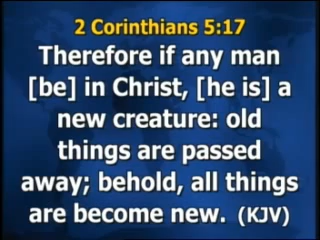 2 Corinthians 5:17
Therefore if any man
[be] in Christ, [he is] a
new creature: old
things are passed
away; behold, all things
are become new. (KJV)